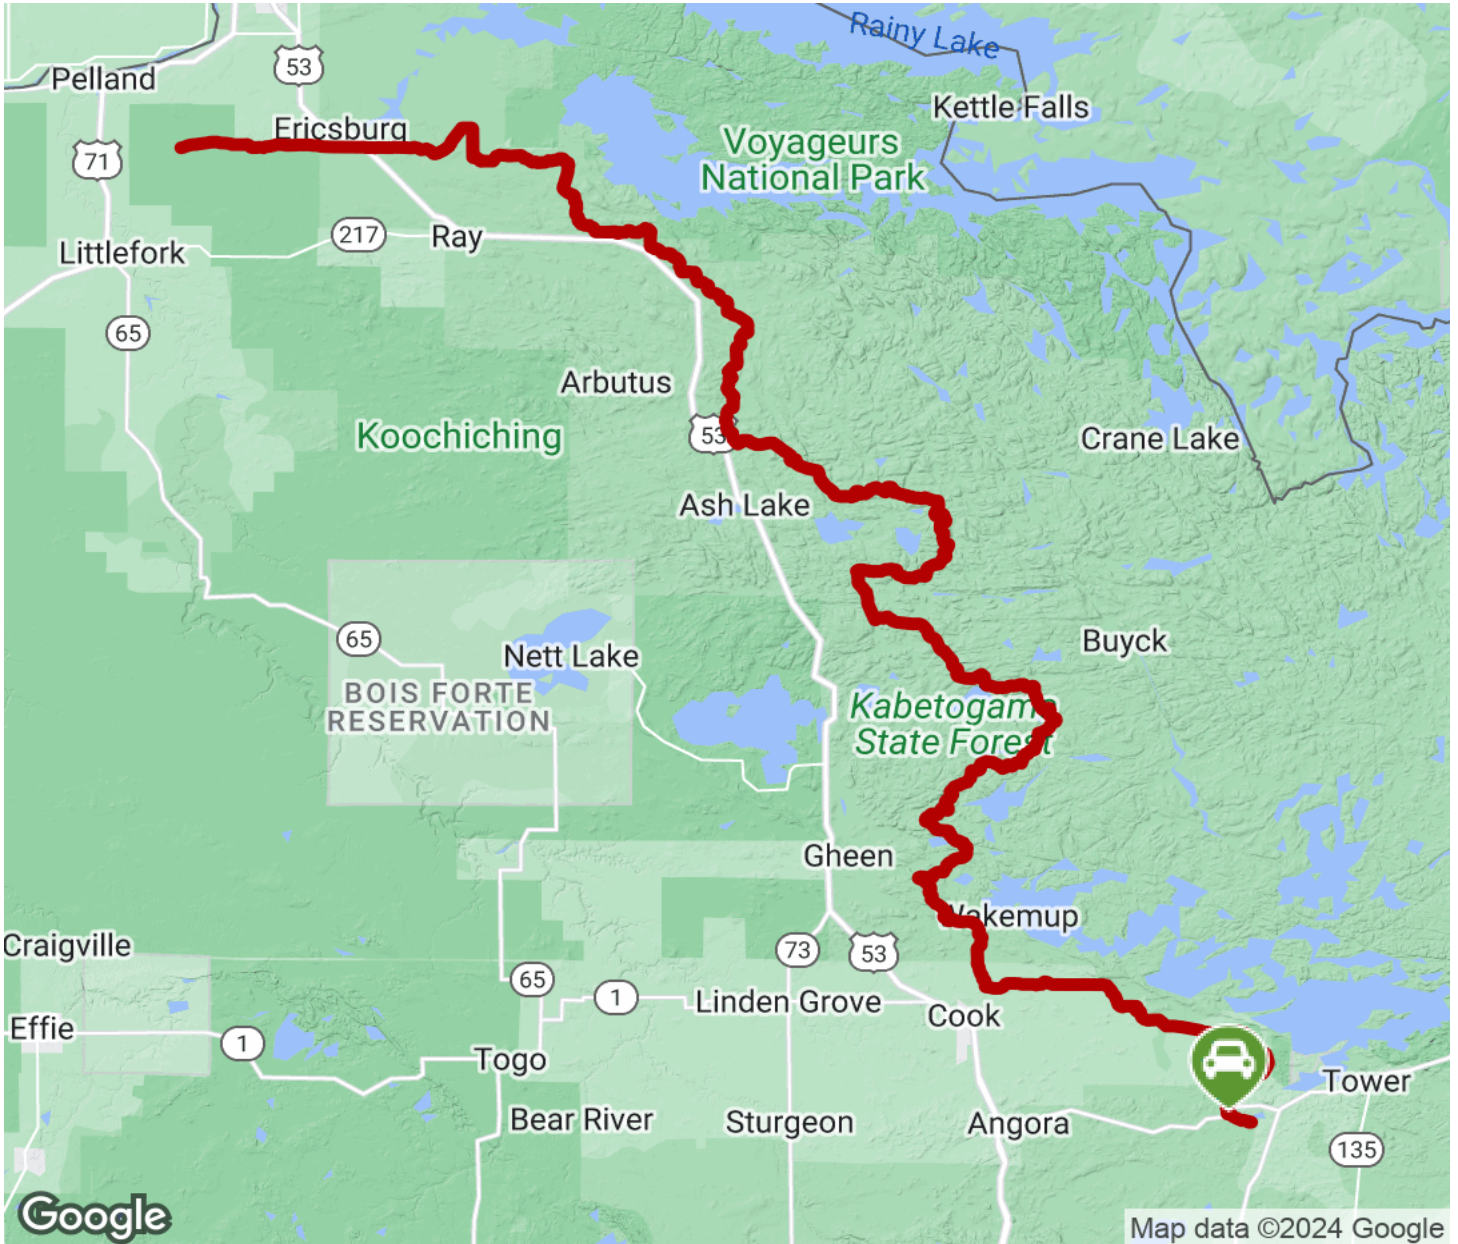 Rainy Lake
53
Pelland
Kettle Falls
Ericsburg
Voyageurs
National Park
71
217
Ray
Littlefork
65
Arbutus
Koochiching
53
Crane Lake
Ash Lake
65
Nett Lake
Buyck
BOIS FORTE
RESERVATION
Kabetogama
State Forest
Gheen
Wakemup
Craigville
73
53
65
1
Linden Grove
Cook
Effie
1
Togo
Tower
Bear River
Sturgeon
Angora
135
Google
Map data ©2024 Google